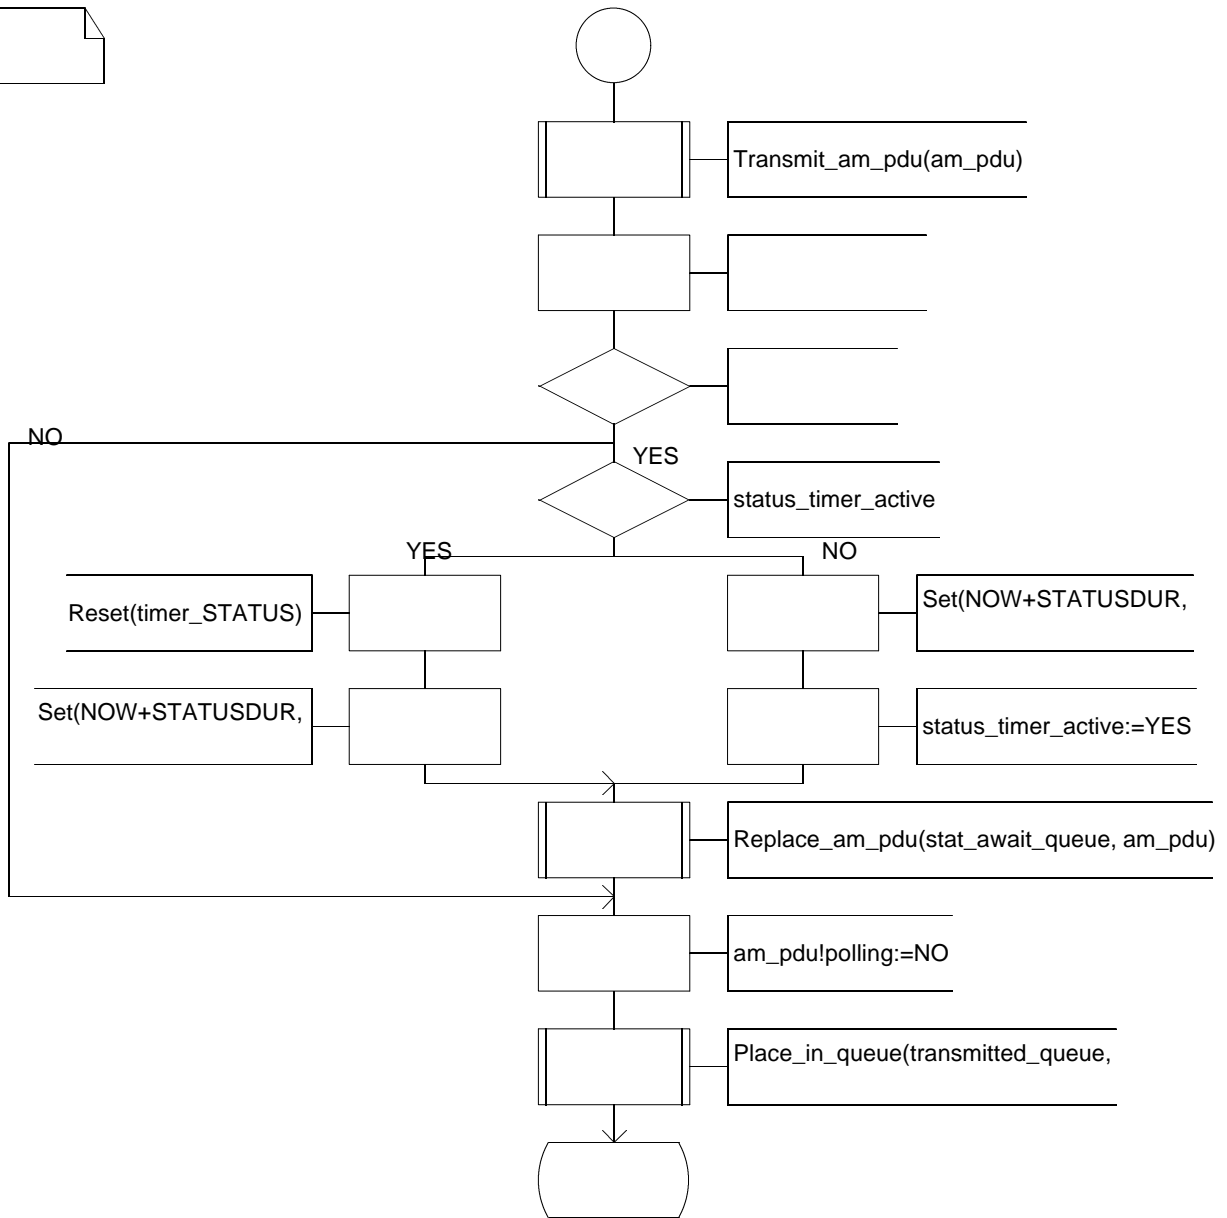 Transmit_am_pdu(am_pdu)
NO
YES
status_timer_active
YES
NO
Reset(timer_STATUS)
Set(NOW+STATUSDUR,
Set(NOW+STATUSDUR,
status_timer_active:=YES
Replace_am_pdu(stat_await_queue, am_pdu)
am_pdu!polling:=NO
Place_in_queue(transmitted_queue,